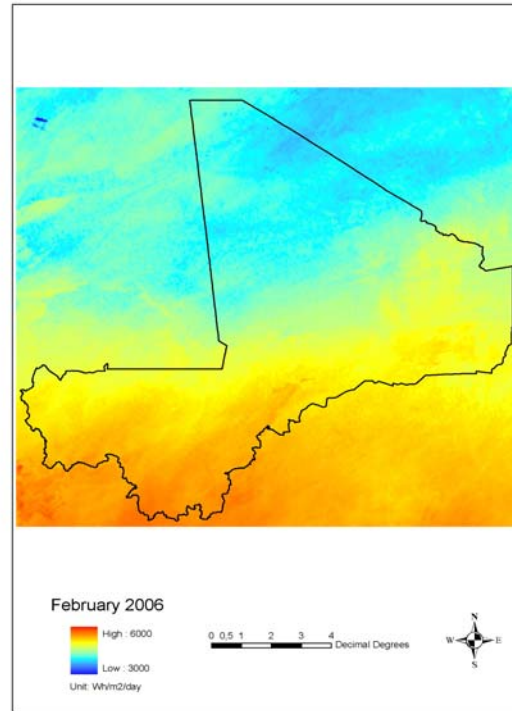 February 2006
High : 6000
Low : 3000
Unit: Wh/m2/day
0 0,5 1 2 3 4
Decimal Degrees
N
W E
S